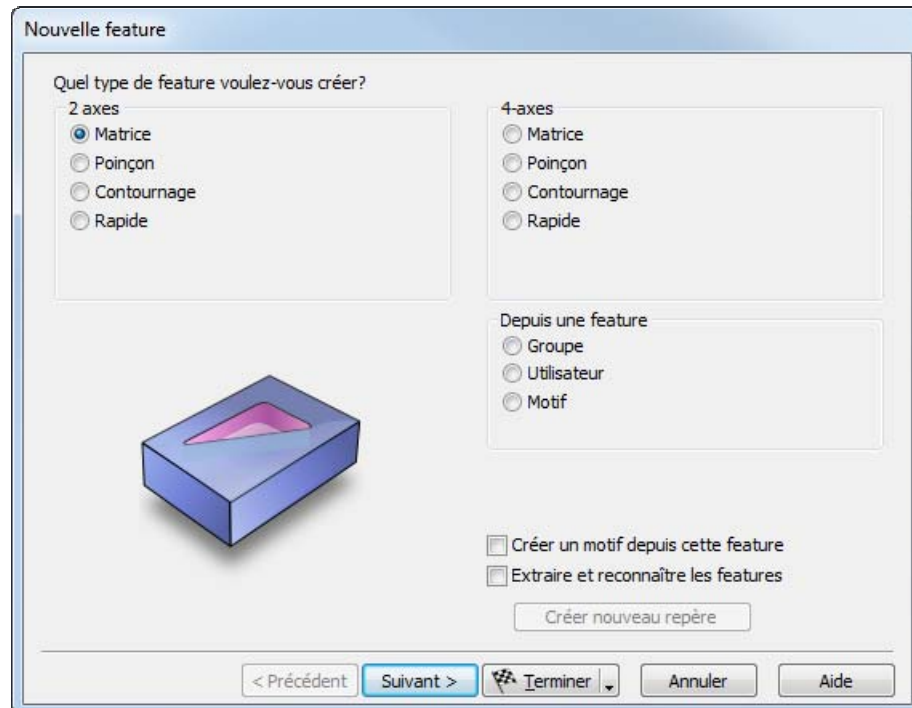 Nouvelle feature
Quel type de feature voulez-vous créer?
2 axes
Matrice
Poinçon
Contournage
Rapide
4-axes
Matrice
Poinçon
Contournage
Rapide
Depuis une feature
Groupe
Utilisateur
Motif
Créer un motif depuis cette feature
Extraire et reconnaître les features
Créer nouveau repère
< Précédent
Suivant >
Terminer
Annuler
Aide